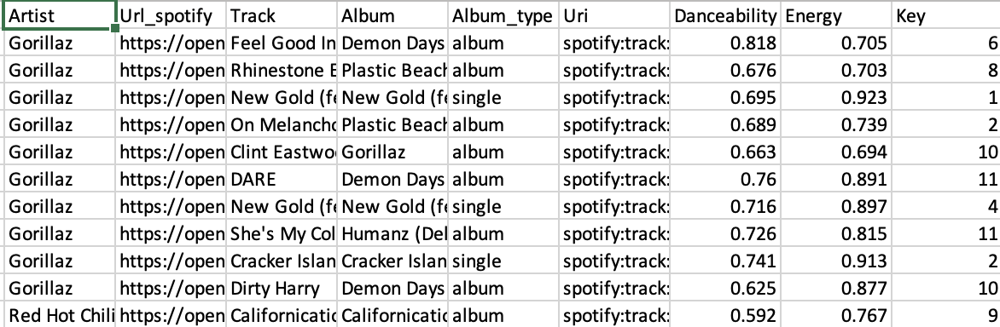 Artist Url_spotify Track Album Album_type Uri Danceability Energy Key
Gorillaz https://open Feel Good In Demon Days album spotify:track: 0.818 0.705 6
Gorillaz https://open Rhinestone E Plastic Beach album spotify:track: 0.676 0.703 8
Gorillaz https://open New Gold (fe New Gold (fe single spotify:track: 0.695 0.923 1
Gorillaz https://open On Melancho Plastic Beach album spotify:track: 0.689 0.739 2
Gorillaz https://open Clint Eastwo Gorillaz album spotify:track: 0.663 0.694 10
Gorillaz https://open DARE Demon Days album spotify:track: 0.76 0.891 11
Gorillaz https://open New Gold (fe New Gold (fe single spotify:track: 0.716 0.897 4
Gorillaz https://open She's My Col Humanz (Del album spotify:track: 0.726 0.815 11
Gorillaz https://open Cracker Islan Cracker Islan single spotify:track: 0.741 0.913 2
Gorillaz https://open Dirty Harry Demon Days album spotify:track: 0.625 0.877 10
Red Hot Chili https://open Californicatic Californicatic album spotify:track: 0.592 0.767 9